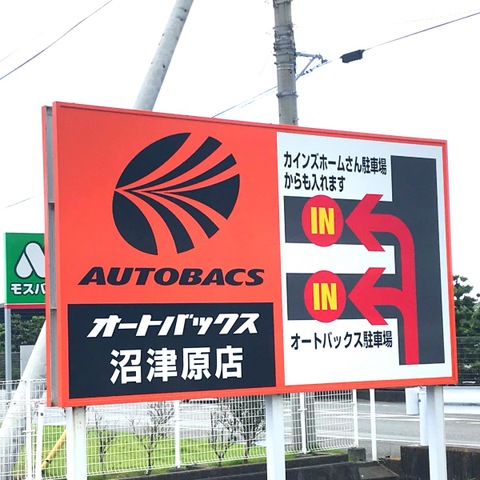 AUTOBACS
オートバックス
沼津原店
カインズホームさん駐車場
からも入れます
IN
IN
オートバックス駐車場
モスバ